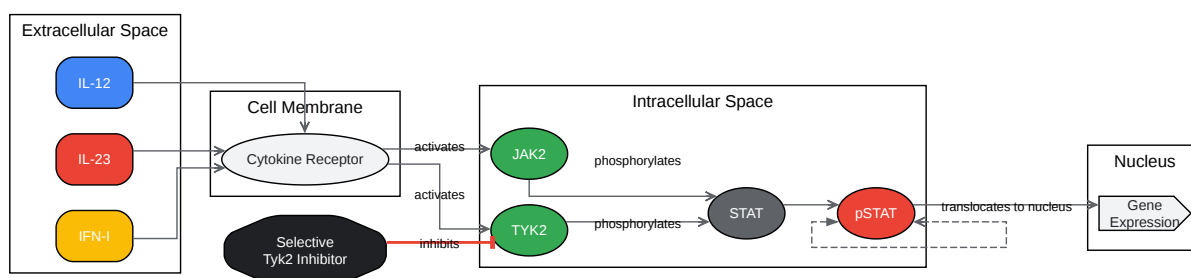 Extracellular Space
IL-12
IL-23
IFN-I
Cell Membrane
Cytokine Receptor
Selective
Tyk2 Inhibitor
activates
activates
inhibits
Intracellular Space
JAK2
TYK2
phosphorylates
phosphorylates
STAT
pSTAT
translocates to nucleus
Nucleus
Gene
Expression